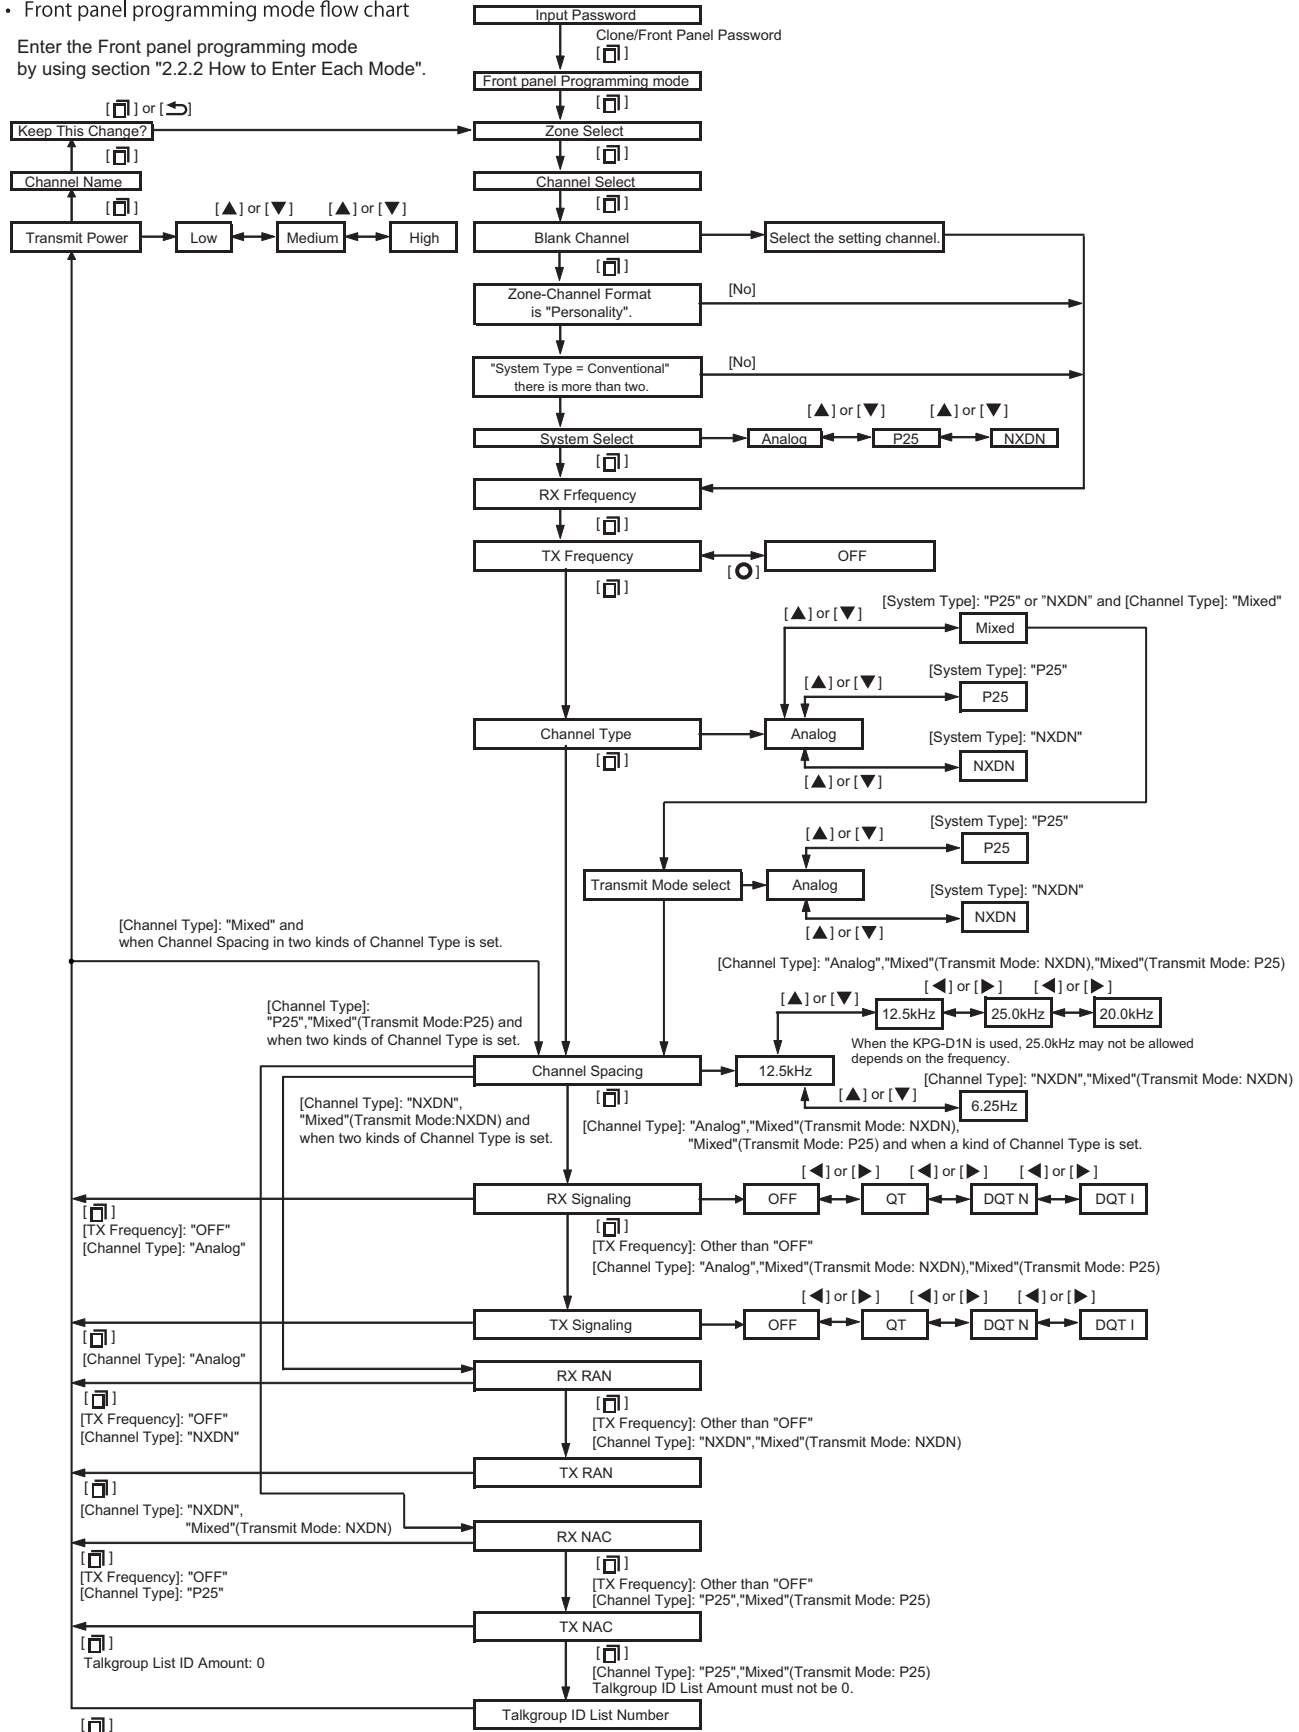 • Front panel programming mode flow chart
Enter the Front panel programming mode
by using section "2.2.2 How to Enter Each Mode".
Input Password
Clone/Front Panel Password
[ ]
Front panel Programming mode
[ ]
[ ] or [ ]
Keep This Change?
Zone Select
[ ]
[ ]
Channel Name
Channel Select
[ ]
[▲] or [▼]
[▲] or [▼]
[ ]
Transmit Power
Low
Medium
High
Blank Channel
Select the setting channel.
[ ]
Zone-Channel Format
is "Personality".
[No]
"System Type = Conventional"
there is more than two.
[No]
[▲] or [▼]
[▲] or [▼]
System Select
Analog
P25
NXDN
[ ]
RX Frfequency
[ ]
TX Frequency
OFF
[ ]
[ ]
[System Type]: "P25" or ”NXDN” and [Channel Type]: "Mixed"
[▲] or [▼]
Mixed
[System Type]: "P25"
[▲] or [▼]
P25
Channel Type
Analog
[System Type]: "NXDN"
[ ]
NXDN
[▲] or [▼]
[System Type]: "P25"
[▲] or [▼]
P25
Transmit Mode select
Analog
[System Type]: "NXDN"
NXDN
[▲] or [▼]
[Channel Type]: "Mixed" and
when Channel Spacing in two kinds of Channel Type is set.
[Channel Type]: "Analog","Mixed"(Transmit Mode: NXDN),"Mixed"(Transmit Mode: P25)
[◀] or [▶]
[◀] or [▶]
[▲] or [▼]
12.5kHz
25.0kHz
20.0kHz
[Channel Type]:
"P25","Mixed"(Transmit Mode:P25) and
when two kinds of Channel Type is set.
When the KPG-D1N is used, 25.0kHz may not be allowed
depends on the frequency.
Channel Spacing
12.5kHz
[Channel Type]: "NXDN","Mixed"(Transmit Mode: NXDN)
[ ]
[▲] or [▼]
6.25Hz
[Channel Type]: "NXDN",
"Mixed"(Transmit Mode:NXDN) and
when two kinds of Channel Type is set.
[Channel Type]: "Analog","Mixed"(Transmit Mode: NXDN),
"Mixed"(Transmit Mode: P25) and when a kind of Channel Type is set.
[◀] or [▶]
[◀] or [▶]
[◀] or [▶]
RX Signaling
OFF
QT
DQT N
DQT I
[ ]
[TX Frequency]: "OFF"
[Channel Type]: "Analog"
[ ]
[TX Frequency]: Other than "OFF"
[Channel Type]: "Analog","Mixed"(Transmit Mode: NXDN),"Mixed"(Transmit Mode: P25)
[◀] or [▶]
[◀] or [▶]
[◀] or [▶]
TX Signaling
OFF
QT
DQT N
DQT I
[ ]
[Channel Type]: "Analog"
RX RAN
[ ]
[TX Frequency]: "OFF"
[Channel Type]: "NXDN"
[ ]
[TX Frequency]: Other than "OFF"
[Channel Type]: "NXDN","Mixed"(Transmit Mode: NXDN)
TX RAN
[ ]
[Channel Type]: "NXDN",
"Mixed"(Transmit Mode: NXDN)
RX NAC
[ ]
[TX Frequency]: "OFF"
[Channel Type]: "P25"
[ ]
[TX Frequency]: Other than "OFF"
[Channel Type]: "P25","Mixed"(Transmit Mode: P25)
TX NAC
[ ]
Talkgroup List ID Amount: 0
[ ]
[Channel Type]: "P25","Mixed"(Transmit Mode: P25)
Talkgroup ID List Amount must not be 0.
Talkgroup ID List Number
[ ]